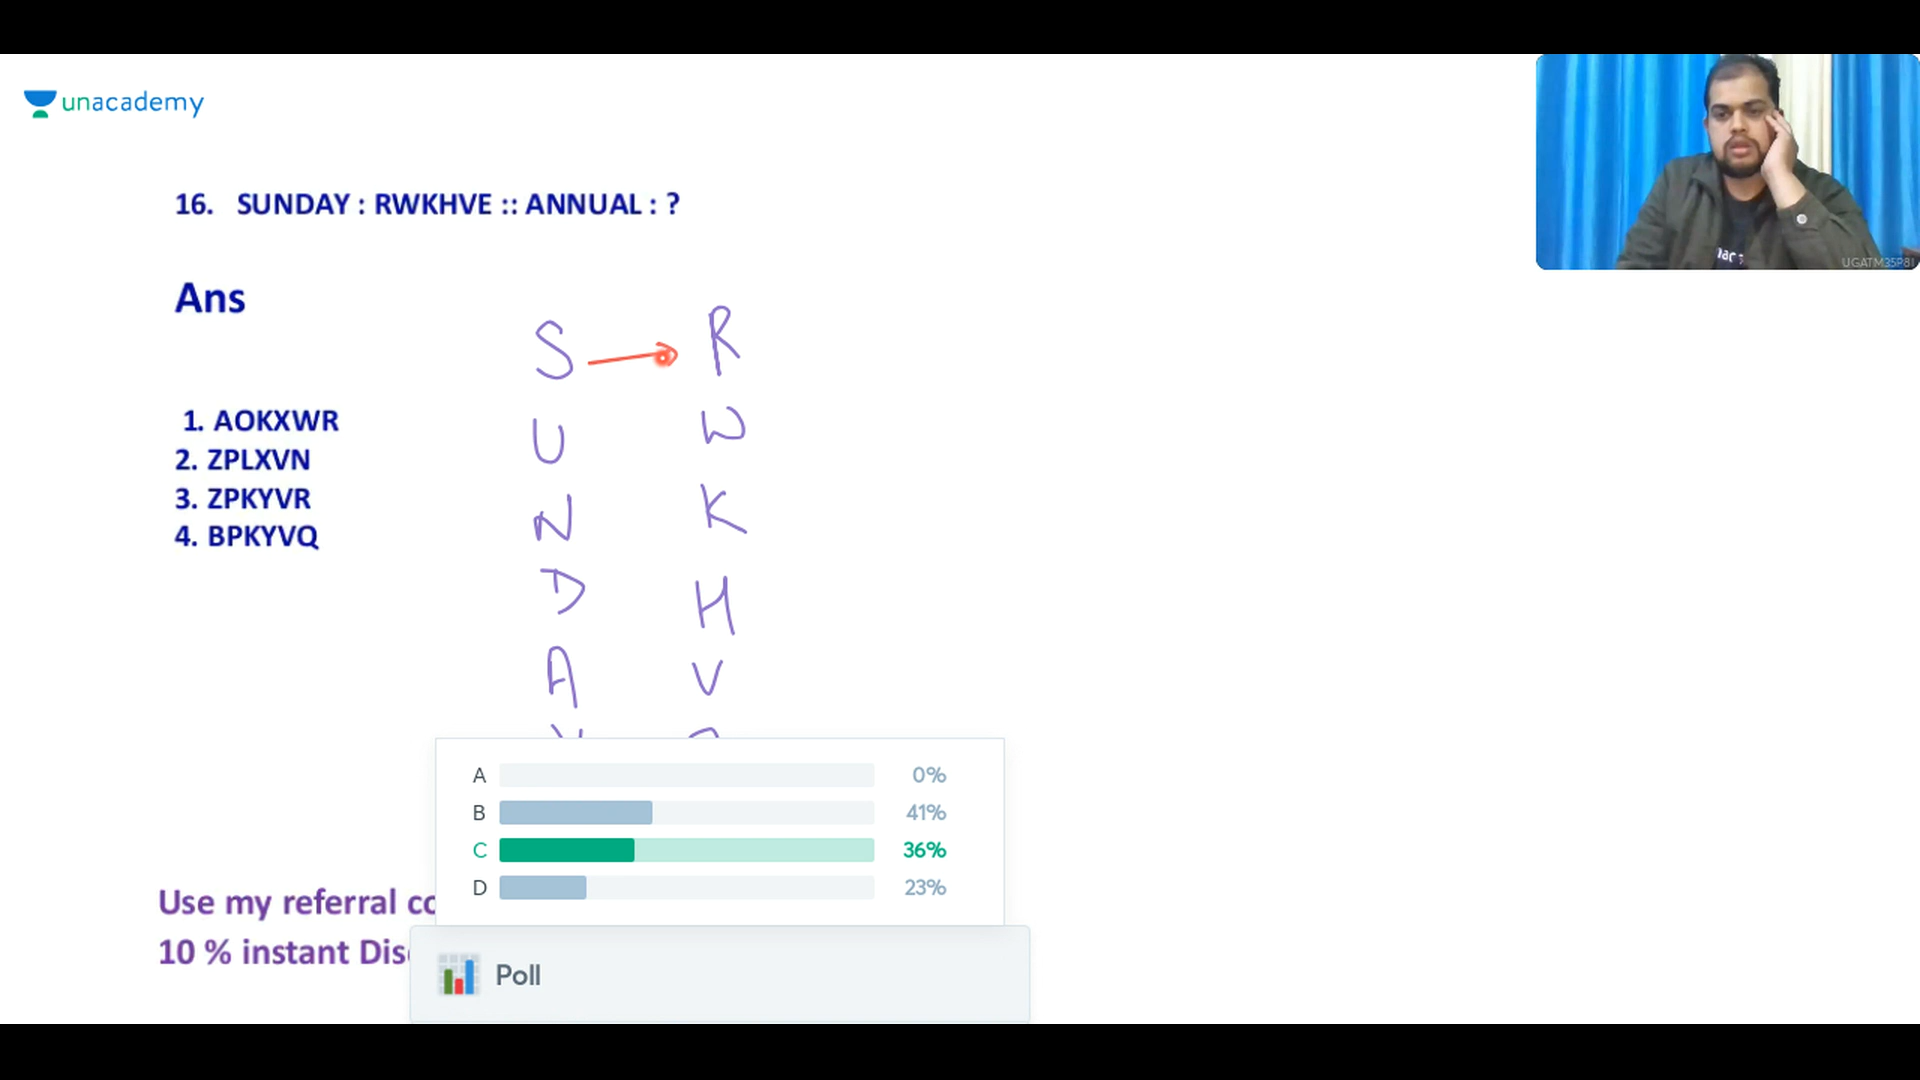 unacademy
16. SUNDAY : RWKHVE :: ANNUAL : ?
Ans
1. AOKXWR
2. ZPLXVN
3. ZPKYVR
4. BPKYVQ
S R
U W
N K
D H
A V
A 0%
B 41%
C 36%
D 23%
Use my referral
10 % instant
Poll
UGATM35P8I